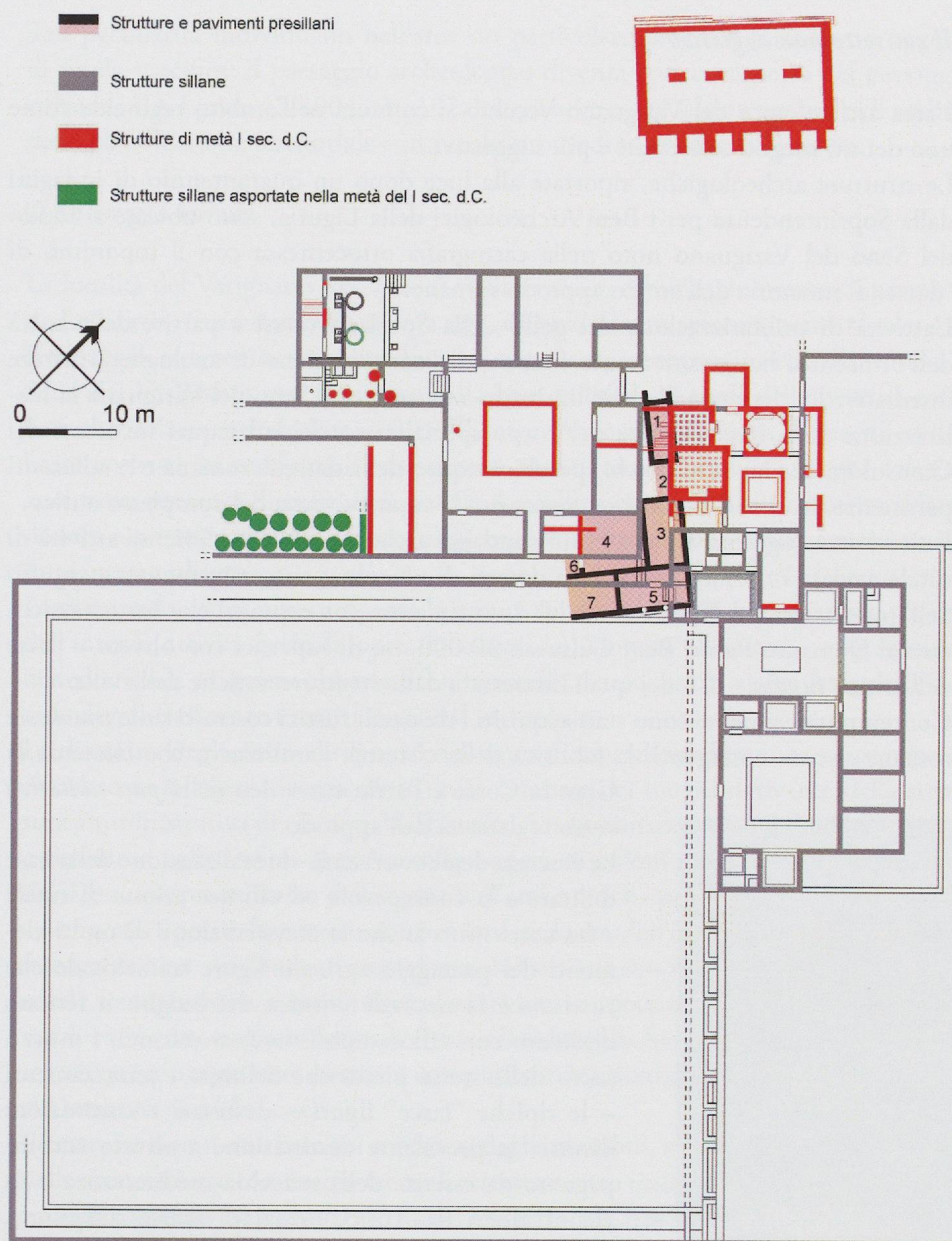 Strutture e pavimenti presillani
Strutture sillane
Strutture di metà I sec. d.C.
Strutture sillane asportate nella metà del I sec. d.C.
0 10 m
1
2
3
4
6
5
7